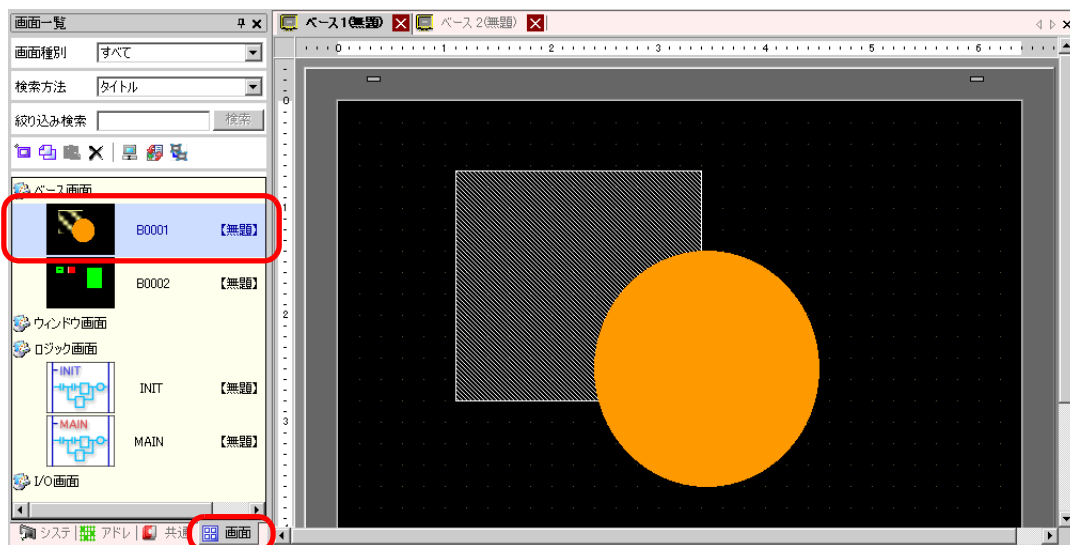 画面一覧
画面種別 すべて
検索方法 タイトル
絞り込み検索 検索
ベース画面
B0001 【無題】
B0002 【無題】
ウィンドウ画面
ロジック画面
INIT
INIT 【無題】
MAIN
MAIN 【無題】
I/O画面
システ アドレ 共通 画面
ベース 1(無題) ベース 2(無題)
0 1 2 3 4 5 6
0
1
2
3